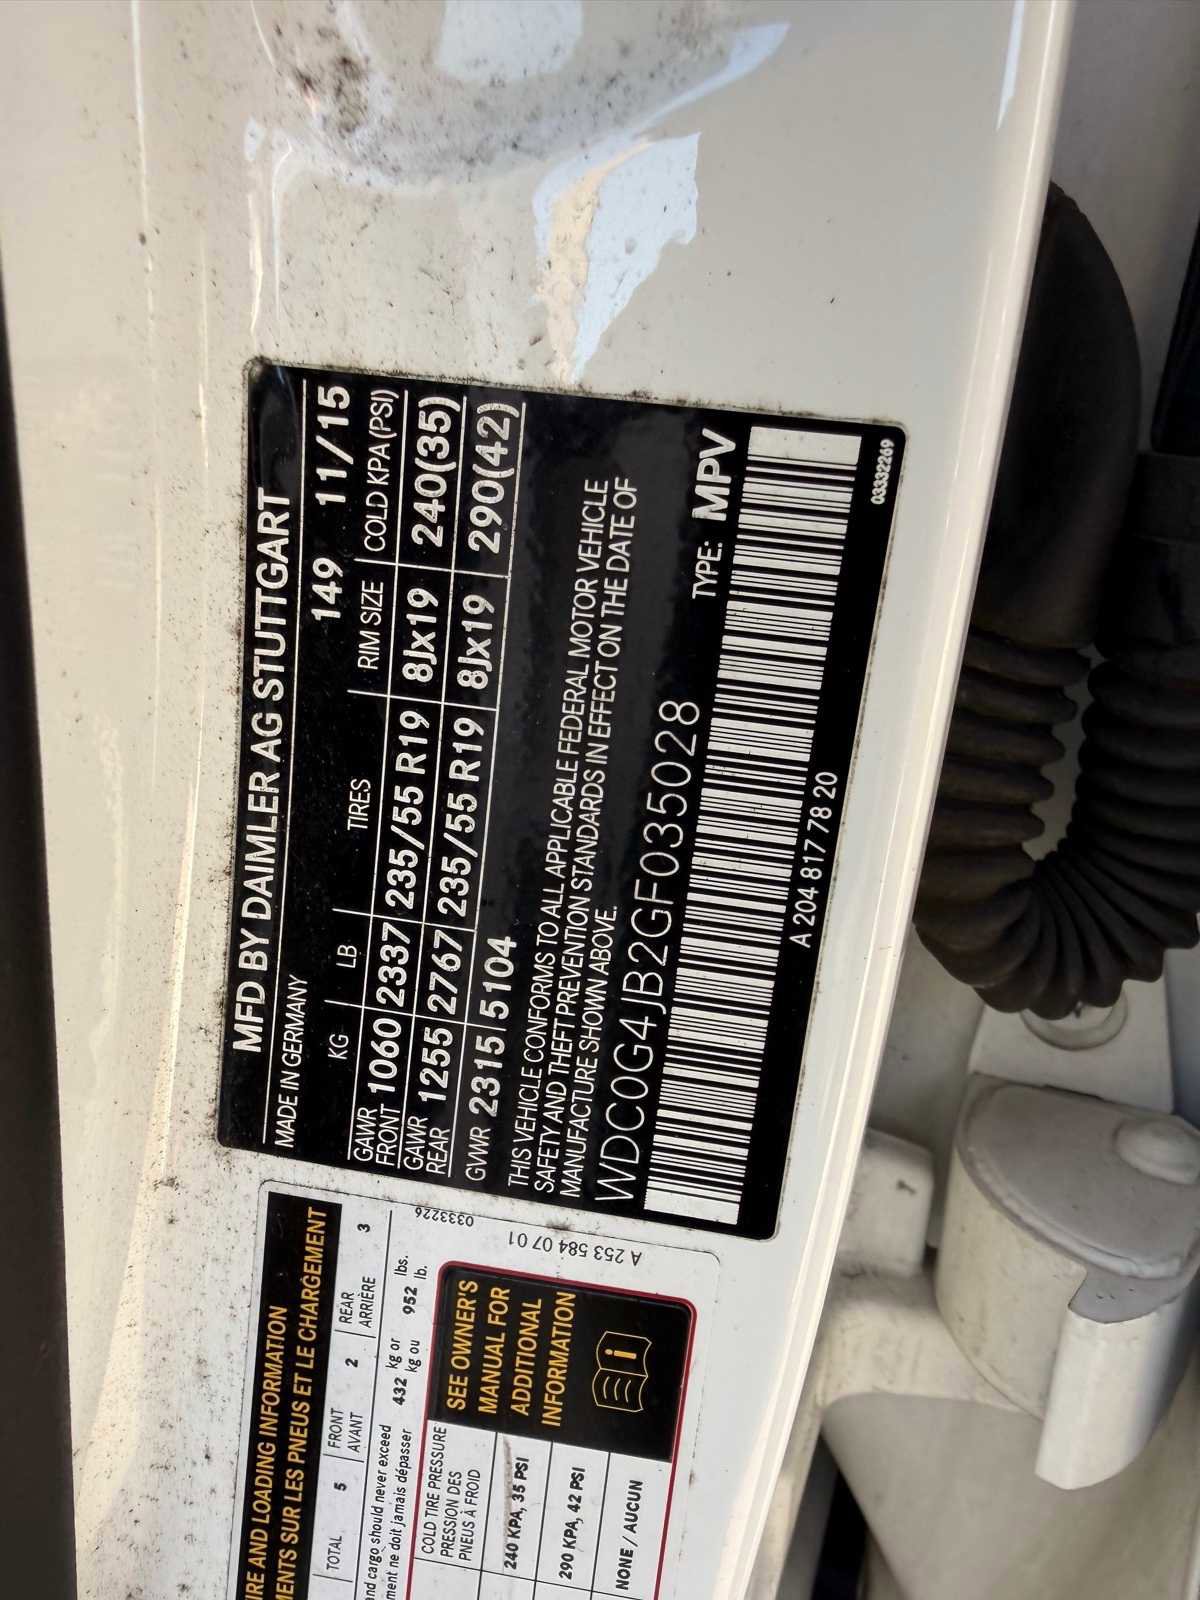 MFD BY DAIMLER AG STUTTGART
MADE IN GERMANY 149 11/15
KG LB TIRES RIM SIZE COLD KPA(PSI)
GAWR FRONT 1060 2337 235/55 R19 8Jx19 240(35)
GAWR REAR 1255 2767 235/55 R19 8Jx19 290(42)
GVWR 2315 5104
THIS VEHICLE CONFORMS TO ALL APPLICABLE FEDERAL MOTOR VEHICLE
SAFETY AND THEFT PREVENTION STANDARDS IN EFFECT ON THE DATE OF
MANUFACTURE SHOWN ABOVE.
WDC0G4JB2GF035028 TYPE: MPV
A 204 817 78 20
03332269
IRE AND LOADING INFORMATION
MENTS SUR LES PNEUS ET LE CHARGEMENT
TOTAL 5 FRONT 2 REAR 3
AVANT ARRIÈRE
and cargo should never exceed 432 kg or 952 lbs.
ment ne doit jamais dépasser kg ou lb.
COLD TIRE PRESSURE
PRESSION DES
PNEUS À FROID
240 KPA, 35 PSI
290 KPA, 42 PSI
NONE / AUCUN
SEE OWNER'S
MANUAL FOR
ADDITIONAL
INFORMATION
i
0333226
A 253 584 07 01